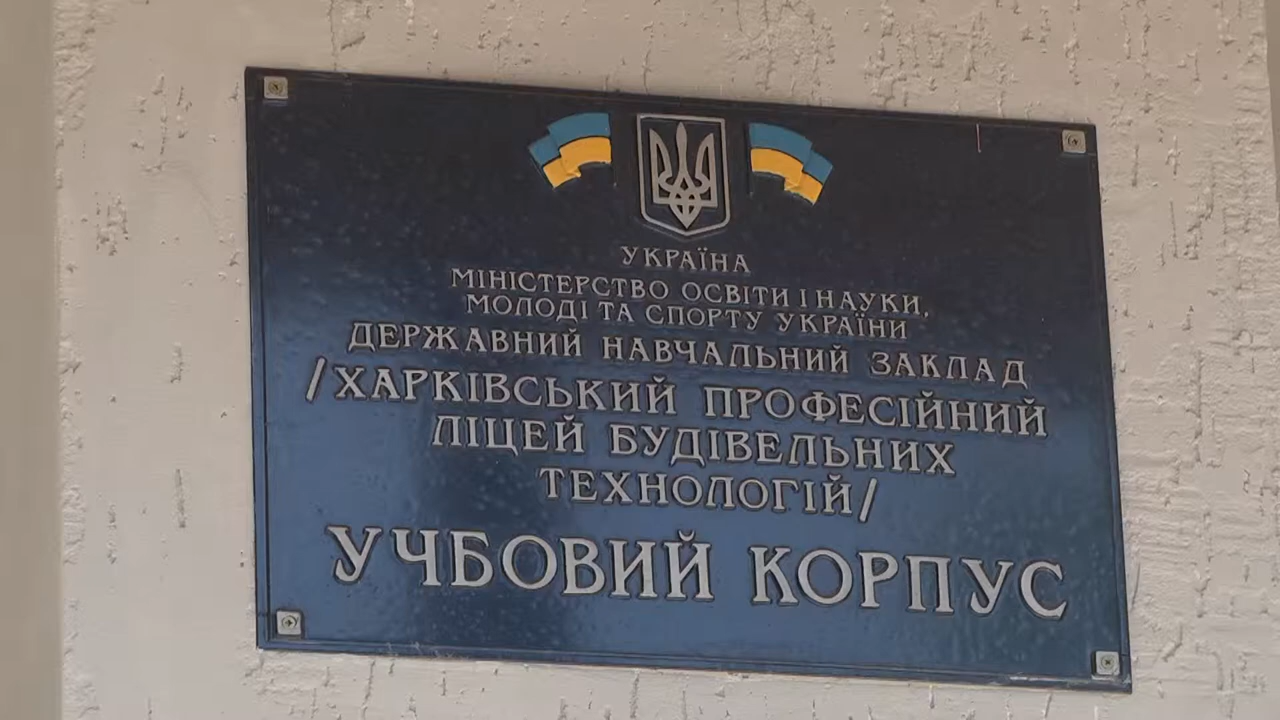 УКРАЇНА
МІНІСТЕРСТВО ОСВІТИ І НАУКИ,
МОЛОДІ ТА СПОРТУ УКРАЇНИ
ДЕРЖАВНИЙ НАВЧАЛЬНИЙ ЗАКЛАД
/ХАРКІВСЬКИЙ ПРОФЕСІЙНИЙ
ЛІЦЕЙ БУДІВЕЛЬНИХ
ТЕХНОЛОГІЙ/
УЧБОВИЙ КОРПУС